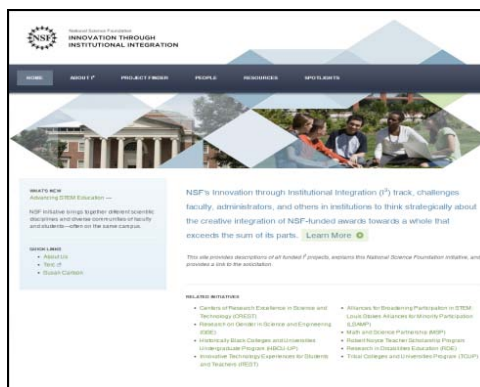 National Science Foundation
INNOVATION THROUGH
INSTITUTIONAL INTEGRATION
HOME ABOUT I³ PROJECT FINDER PEOPLE RESOURCES SPOTLIGHTS
WHAT'S NEW
Advancing STEM Education —
NSF initiative brings together different scientific
disciplines and diverse communities of faculty
and students—often on the same campus.
QUICK LINKS
About Us
NSF's Innovation through Institutional Integration (I³) track, challenges
faculty, administrators, and others in institutions to think strategically about
the creative integration of NSF-funded awards towards a whole that
exceeds the sum of its parts. Learn More
This site provides descriptions of all funded I³ projects, explains this National Science Foundation initiative, and
provides a link to the solicitation.
RELATED INITIATIVES
Centers of Research Excellence in Science and
Technology (CREST)
Research on Gender in Science and Engineering
(GSE)
Historically Black Colleges and Universities
Undergraduate Program (HBCU-UP)
Innovative Technology Experiences for Students
and Teachers (ITEST)
Alliances for Broadening Participation in STEM:
Louis Stokes Alliances for Minority Participation
(LSAMP)
Math and Science Partnership (MSP)
Robert Noyce Teacher Scholarship Program
Research in Disabilities Education (RDE)
Tribal Colleges and Universities Program (TCUP)